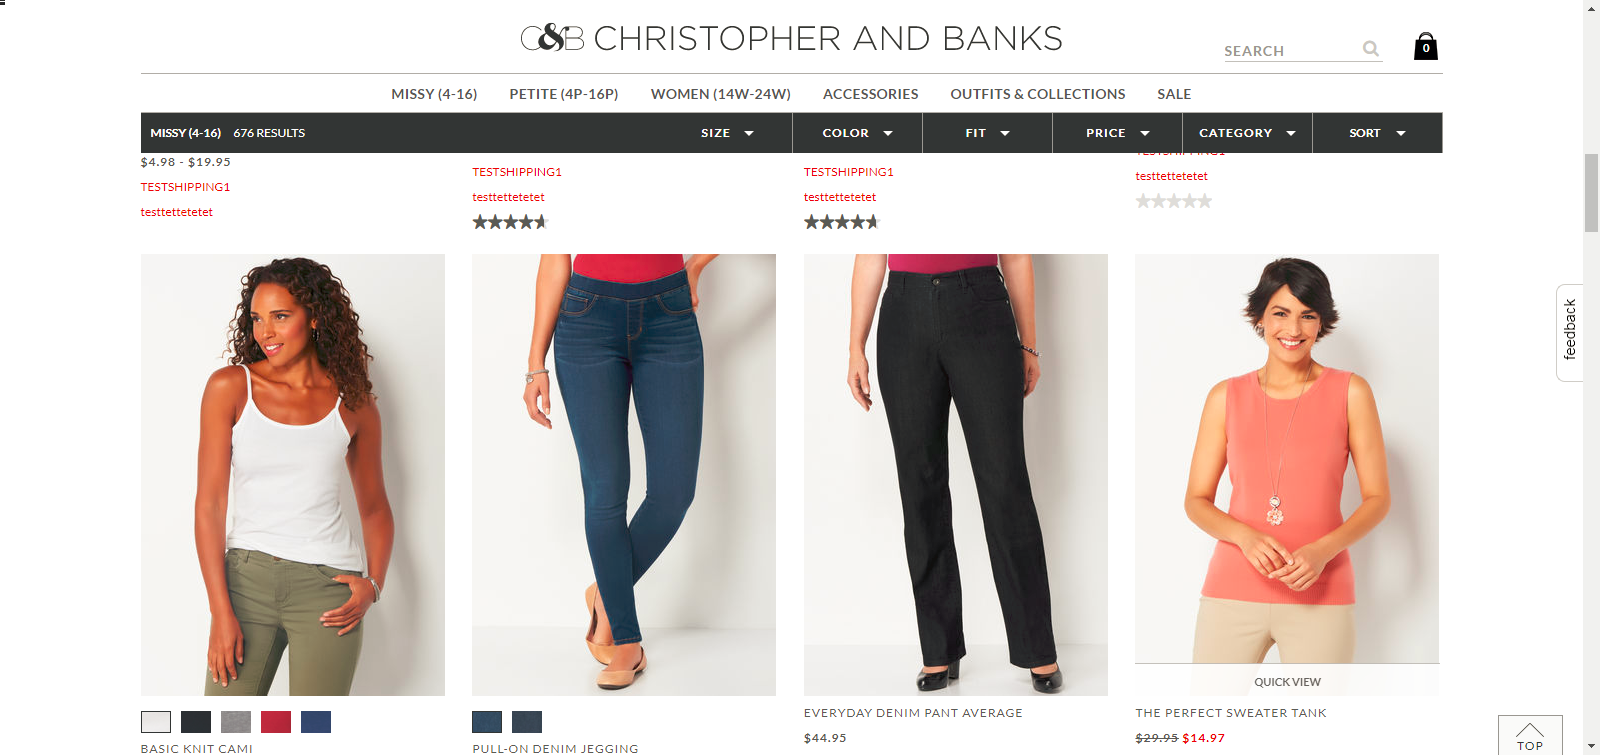 C&B CHRISTOPHER AND BANKS
SEARCH
0
MISSY (4-16) PETITE (4P-16P) WOMEN (14W-24W) ACCESSORIES OUTFITS & COLLECTIONS SALE
MISSY (4-16) 676 RESULTS SIZE COLOR FIT PRICE CATEGORY SORT
$4.98 - $19.95
TESTSHIPPING1
testtettetetet
TESTSHIPPING1
testtettetetet
TESTSHIPPING1
testtettetetet
TESTSHIPPING1
testtettetetet
feedback
QUICK VIEW
BASIC KNIT CAMI
PULL-ON DENIM JEGGING
EVERYDAY DENIM PANT AVERAGE
$44.95
THE PERFECT SWEATER TANK
$29.95 $14.97
TOP